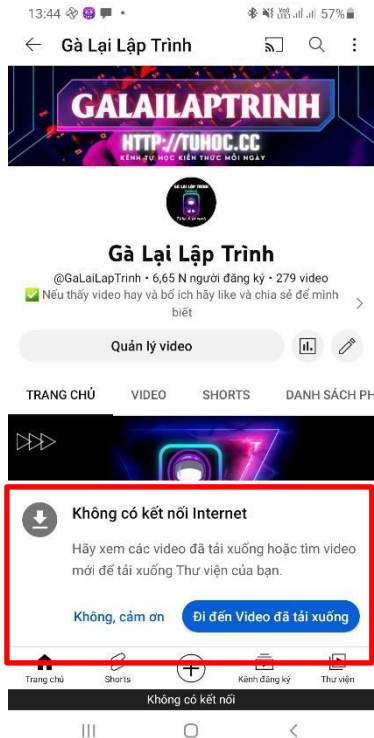 13:44
57%
Gà Lại Lập Trình
GALAILAPTRINH
HTTP://TUHOC.CC
KÊNH TỰ HỌC KIẾN THỨC MỖI NGÀY
Gà Lại Lập Trình
@GaLaiLapTrinh • 6,65 N người đăng ký • 279 video
Nếu thấy video hay và bổ ích hãy like và chia sẻ để mình
biết
Quản lý video
TRANG CHỦ VIDEO SHORTS DANH SÁCH PH
Không có kết nối Internet
Hãy xem các video đã tải xuống hoặc tìm video
mới để tải xuống Thư viện của bạn.
Không, cảm ơn Đi đến Video đã tải xuống
Trang chủ Shorts Kênh đăng ký Thư viện
Không có kết nối